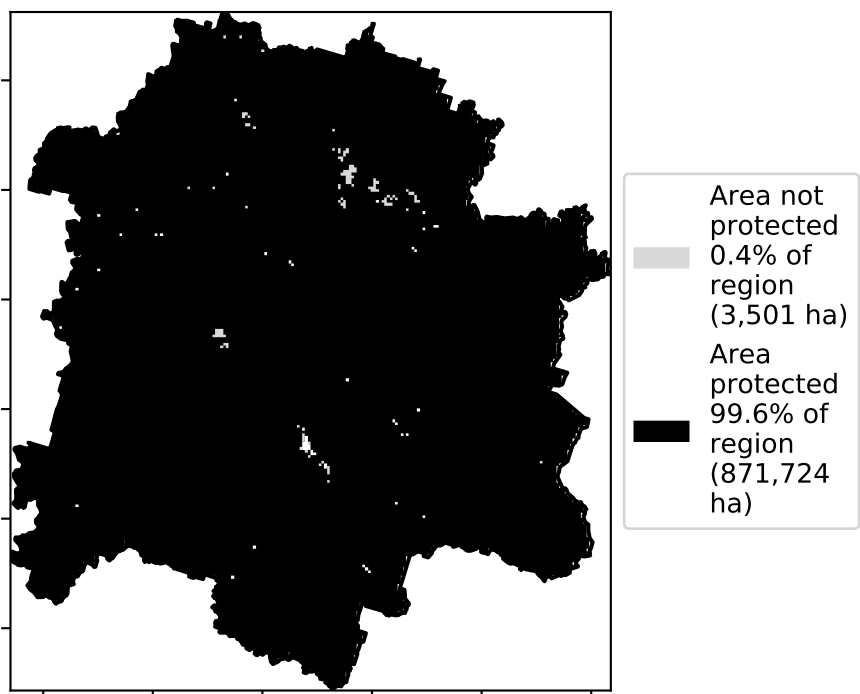 Area not
protected
0.4% of
region
(3,501 ha)
Area
protected
99.6% of
region
(871,724
ha)